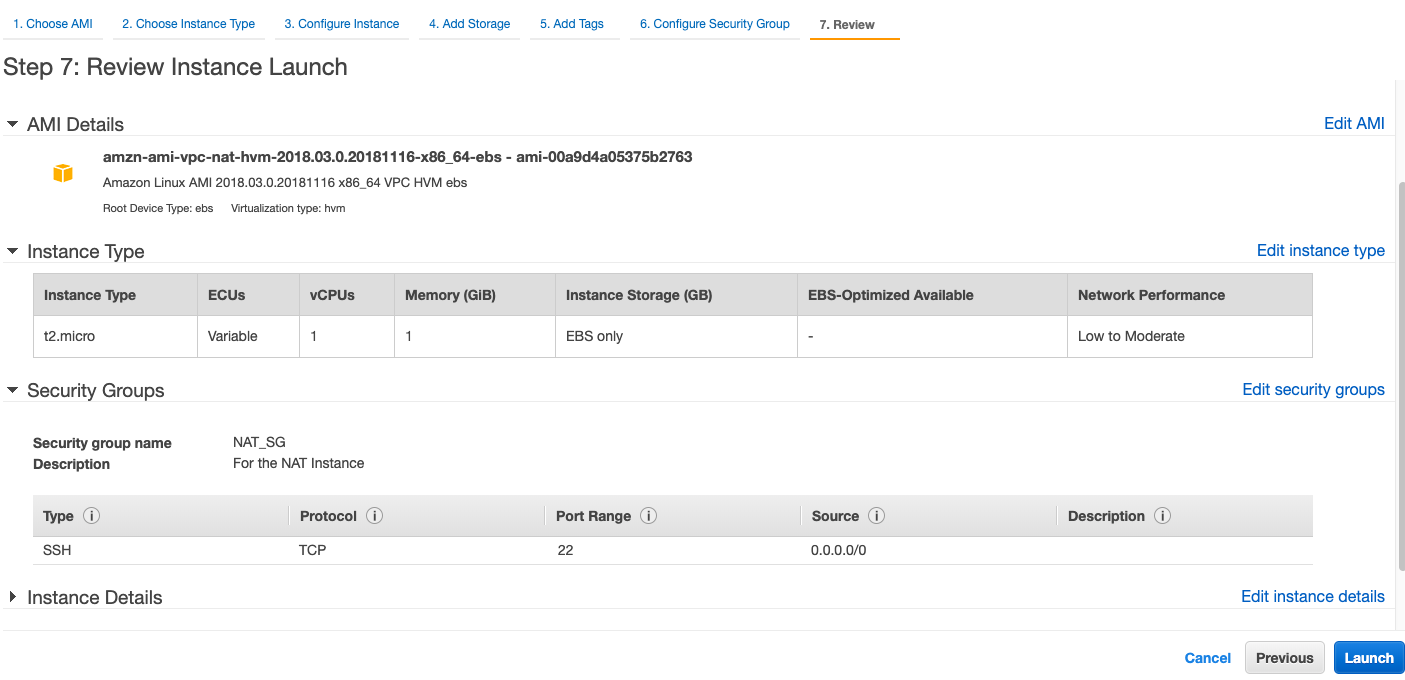 1. Choose AMI 2. Choose Instance Type 3. Configure Instance 4. Add Storage 5. Add Tags 6. Configure Security Group 7. Review
Step 7: Review Instance Launch
AMI Details Edit AMI
amzn-ami-vpc-nat-hvm-2018.03.0.20181116-x86_64-ebs - ami-00a9d4a05375b2763
Amazon Linux AMI 2018.03.0.20181116 x86_64 VPC HVM ebs
Root Device Type: ebs Virtualization type: hvm
Instance Type Edit instance type
Instance Type ECUs vCPUs Memory (GiB) Instance Storage (GB) EBS-Optimized Available Network Performance
t2.micro Variable 1 1 EBS only - Low to Moderate
Security Groups Edit security groups
Security group name NAT_SG
Description For the NAT Instance
Type i Protocol i Port Range i Source i Description i
SSH TCP 22 0.0.0.0/0
Instance Details Edit instance details
Cancel Previous Launch